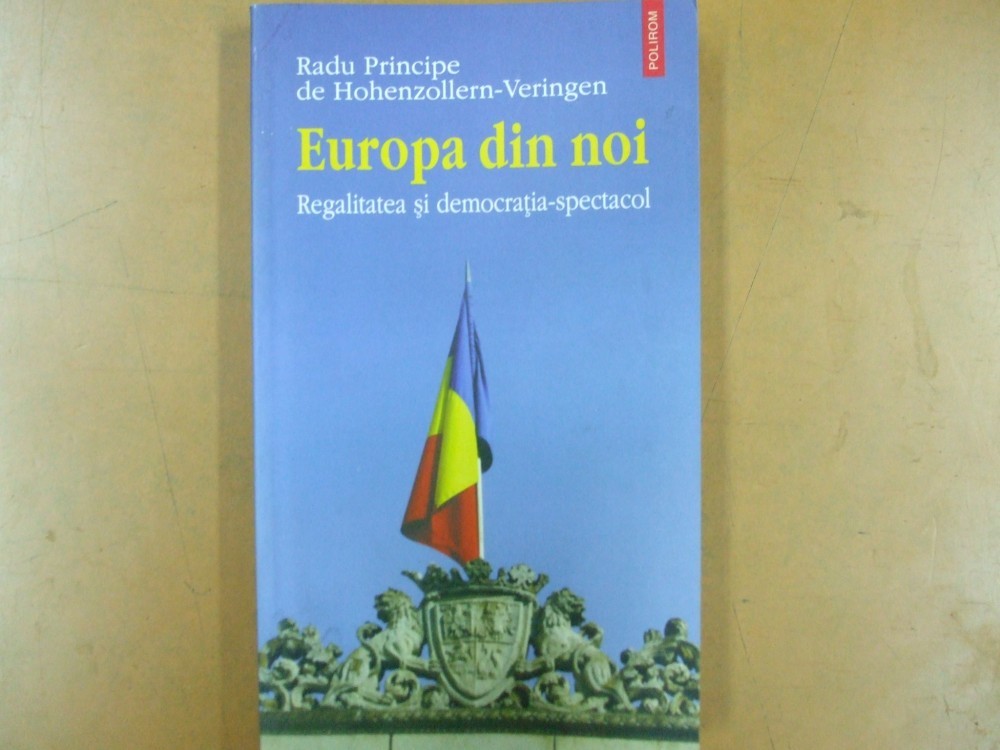 POLIROM
Radu Principe
de Hohenzollern-Veringen
Europa din noi
Regalitatea şi democraţia-spectacol